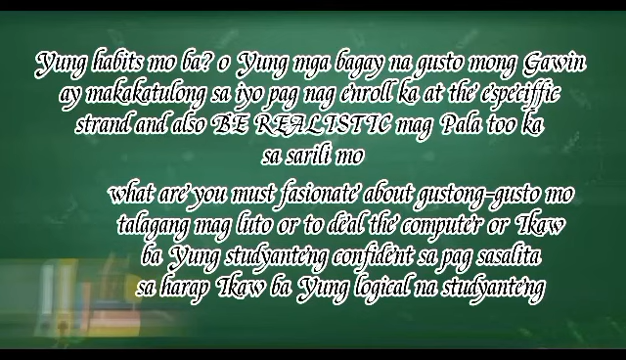 Yung habits mo ba? o Yung mga bagay na gusto mong Gawin
ay makakatulong sa iyo pag nag enroll ka at the especiffic
strand and also BE REALISTIC mag Pala too ka
sa sarili mo
what are you must fasionate about gustong-gusto mo
talagang mag luto or to deal the computer or Ikaw
ba Yung studyanteng confident sa pag sasalita
sa harap Ikaw ba Yung logical na studyanteng